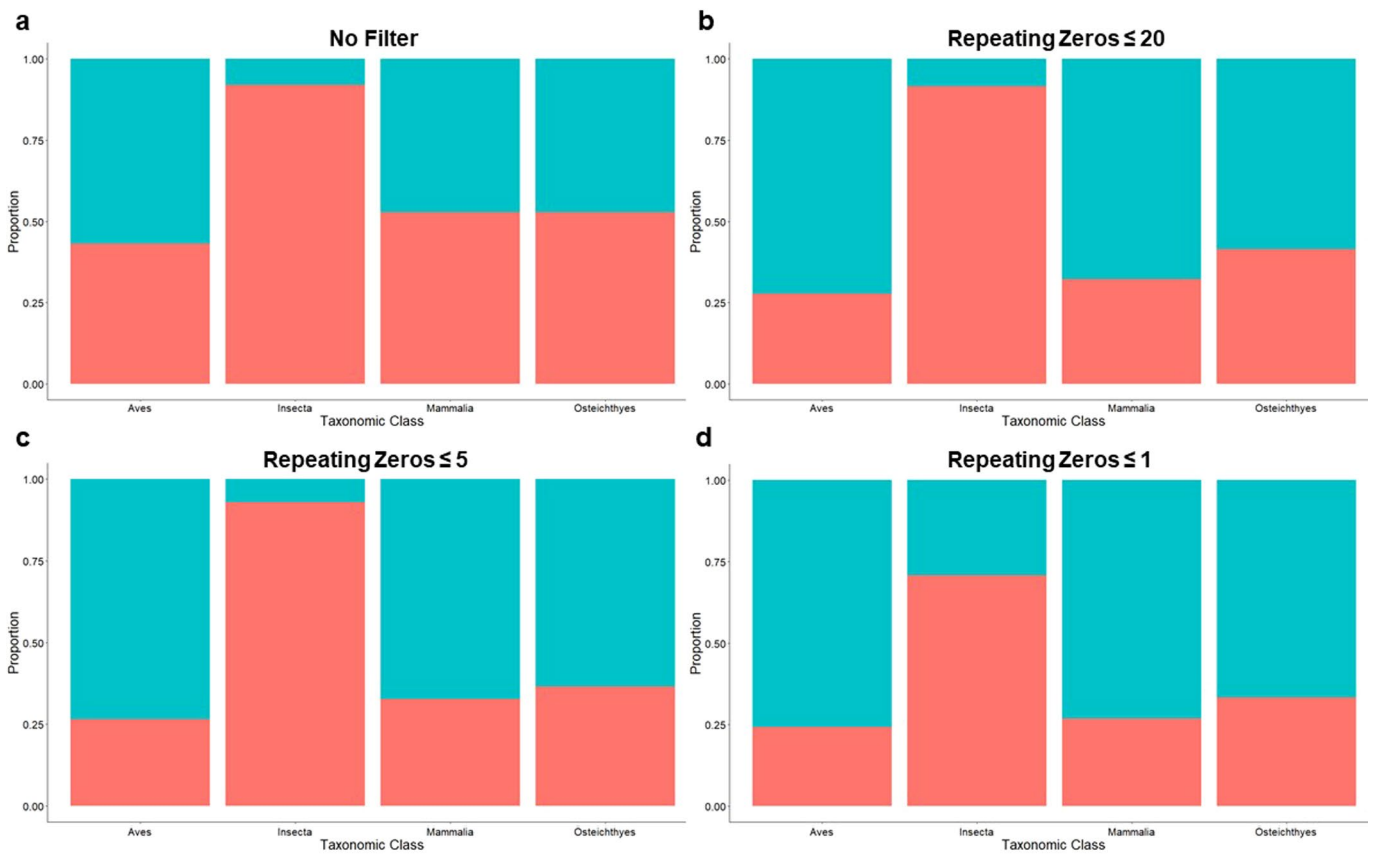 a
No Filter
1.00
0.75
0.50
0.25
0.00
Proportion
Aves Insecta Mammalia Osteichthyes
Taxonomic Class
b
Repeating Zeros ≤ 20
1.00
0.75
0.50
0.25
0.00
Proportion
Aves Insecta Mammalia Osteichthyes
Taxonomic Class
c
Repeating Zeros ≤ 5
1.00
0.75
0.50
0.25
0.00
Proportion
Aves Insecta Mammalia Osteichthyes
Taxonomic Class
d
Repeating Zeros ≤ 1
1.00
0.75
0.50
0.25
0.00
Proportion
Aves Insecta Mammalia Osteichthyes
Taxonomic Class